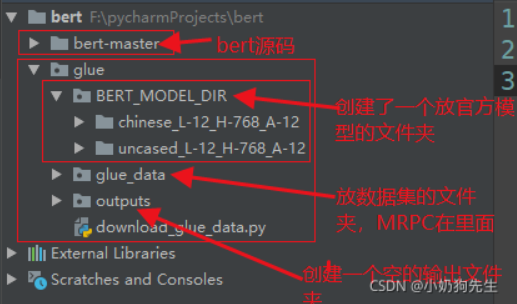 bert F:\pycharmProjects\bert
1
bert-master
bert源码
2
glue
3
BERT_MODEL_DIR
创建了一个放官方模
型的文件夹
chinese_L-12_H-768_A-12
uncased_L-12_H-768_A-12
glue_data
放数据集的文件
夹，MRPC在里面
outputs
download_glue_data.py
External Libraries
创建一个空的输出文件
夹
Scratches and Consoles
CSDN @小奶狗先生